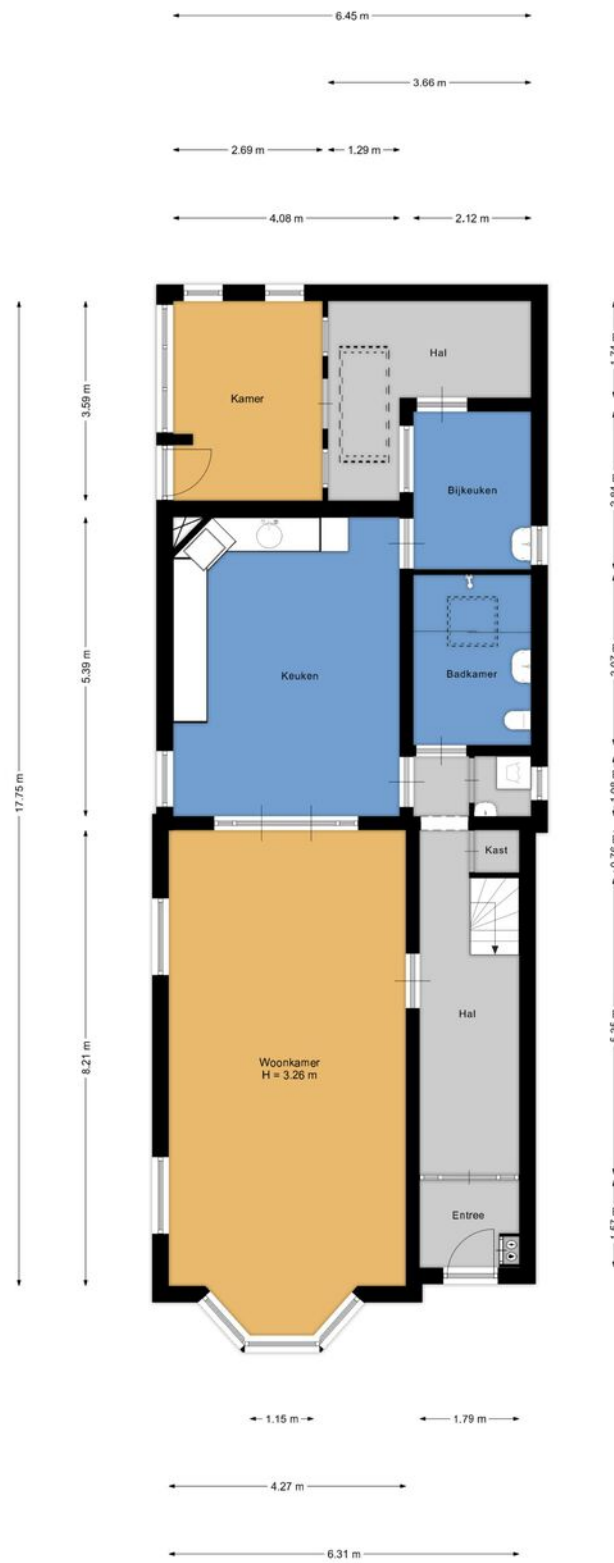 6.45 m
3.66 m
2.69 m
1.29 m
4.08 m
2.12 m
Hal
3.59 m
Kamer
Bijkeuken
5.39 m
Keuken
Badkamer
17.75 m
Kast
Hal
8.21 m
Woonkamer
H = 3.26 m
Entree
1.15 m
1.79 m
4.27 m
6.31 m